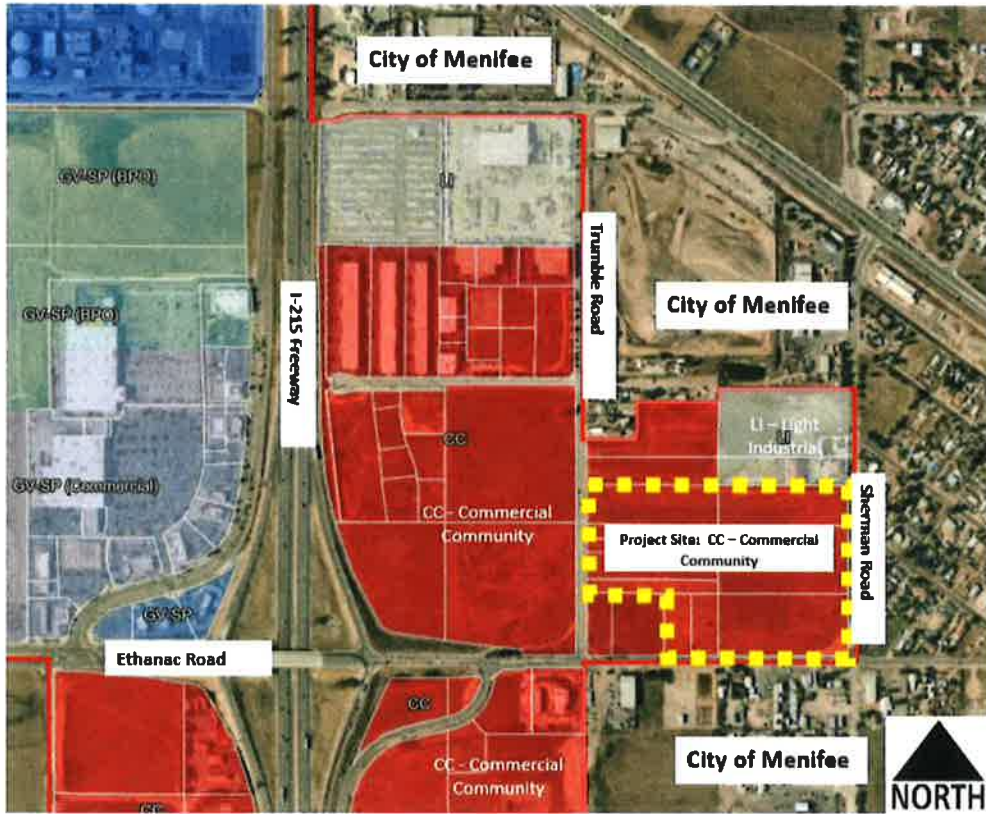 City of Menifee
GV-SP (BPO)
LI
Trumble Road
I-215 Freeway
City of Menifee
GV-SP (BPO)
CC
LI – Light
Industrial
LI
GV-SP (Commercial)
CC – Commercial
Community
Project Site: CC – Commercial
Community
Sherman Road
GV-SP
Ethanac Road
CC
City of Menifee
CC - Commercial
Community
CC
NORTH